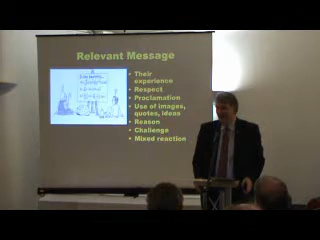 Relevant Message
• Their
experience
• Respect
• Proclamation
• Use of images,
quotes, ideas
• Reason
• Challenge
• Mixed reaction